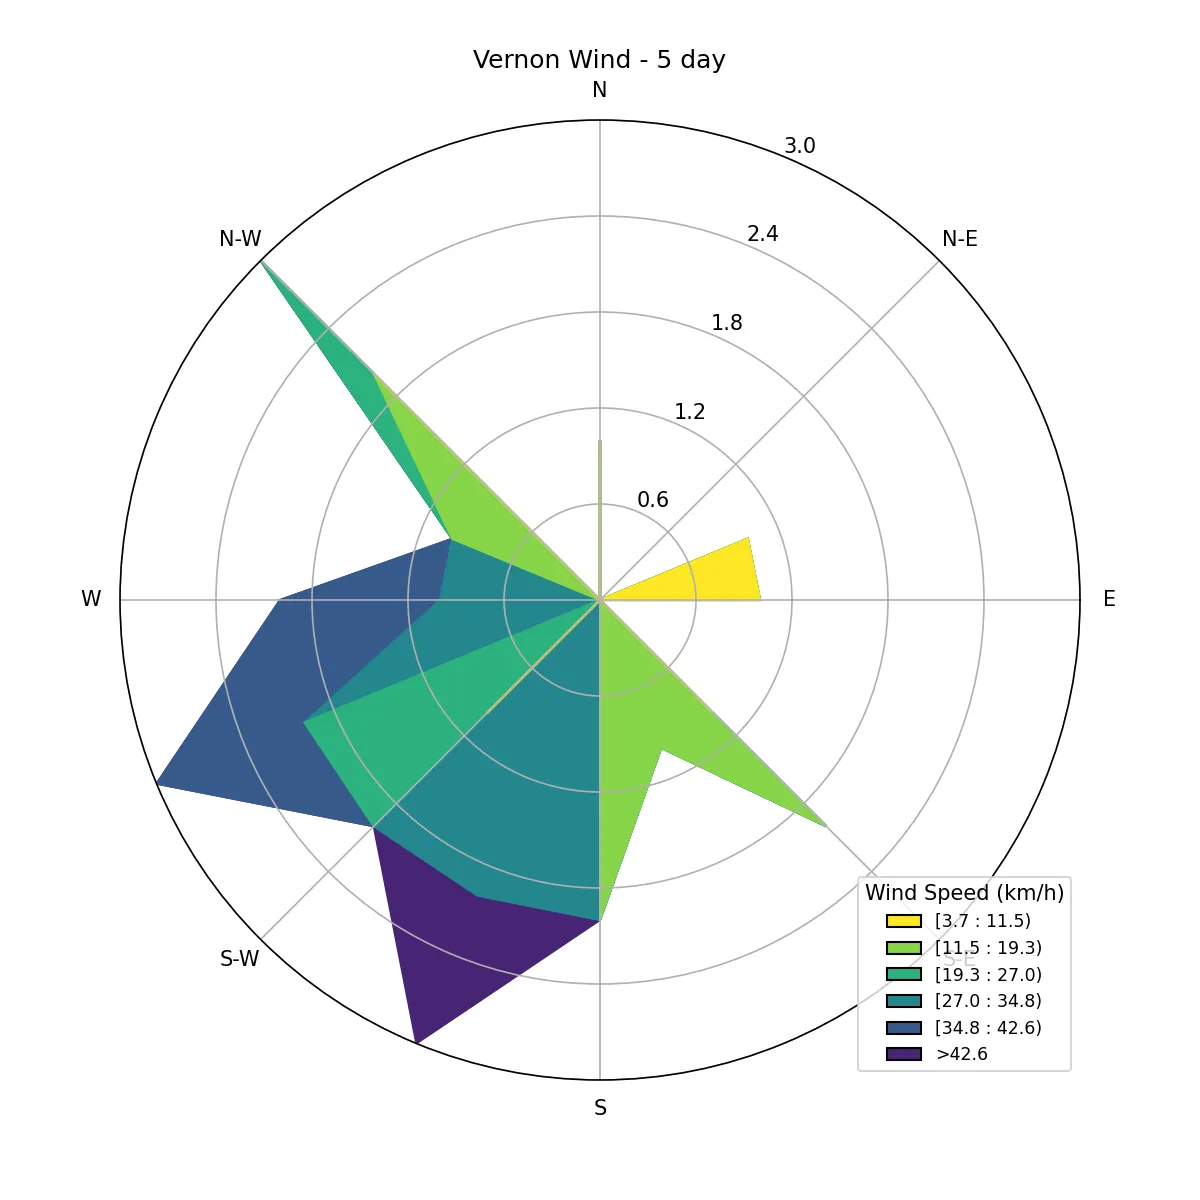 Vernon Wind - 5 day
N
3.0
N-W
2.4
N-E
1.8
1.2
0.6
W
E
S-W
S-E
S
Wind Speed (km/h)
[3.7 : 11.5)
[11.5 : 19.3)
[19.3 : 27.0)
[27.0 : 34.8)
[34.8 : 42.6)
>42.6